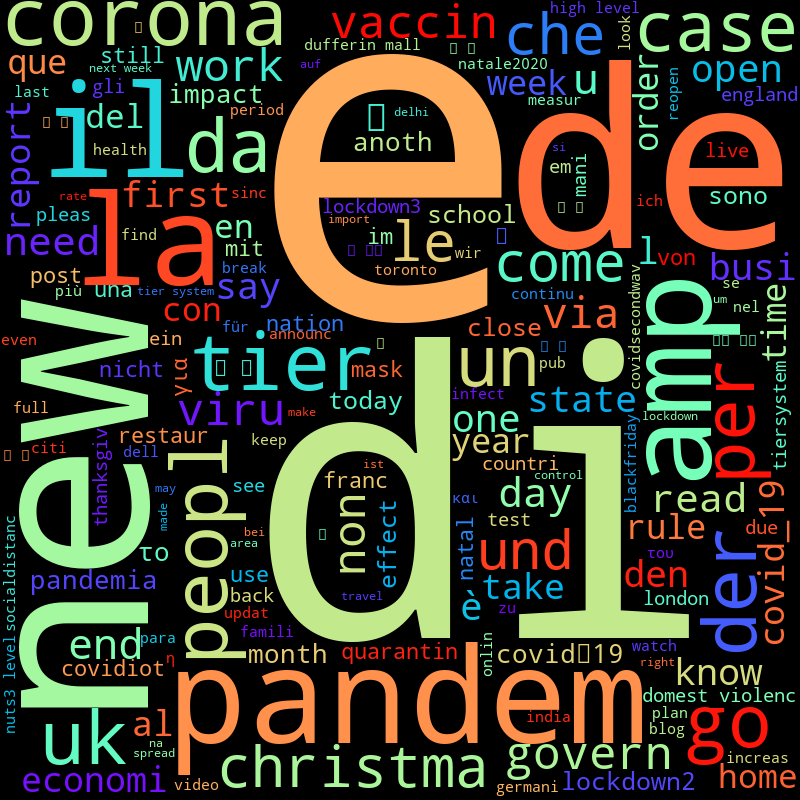 corona
vaccin
high level
che
look
case
dufferin mall
que
still
work
natale2020
next week
auf
week
u
open
last
gli
impact
il
e
de
order
measur
reopen
england
del
da
period
delhi
report
health
anoth
si
em
mani
live
la
first
sinc
rate
lockdown3
school
ich
sono
pleas
en
import
im
le
need
find
mit
wir
come
l
von
busi
post
break
say
toronto
più
una
tier system
continu
covidsecondwav
se
um
nel
con
für
nation
announc
close
via
amp
per
time
even
new
ein
tier
un
pub
nicht
για
mask
infect
state
tiersystem
full
viru
today
make
one
lockdown
citi
restaur
keep
year
blackfriday
thanksgiv
dell
peopl
ist
countri
control
franc
day
read
may
see
di
και
made
non
test
covid_19
rule
due
το
bei
effect
natal
und
του
socialdistanc
area
pandemia
use
take
den
der
back
travel
è
zu
london
para
updat
end
η
famili
nuts3 level
covidiot
month
quarantin
onlin
covid19
watch
right
know
pandem
domest violenc
uk
al
india
plan
go
na
spread
govern
blog
increas
economi
video
christma
germani
lockdown2
home